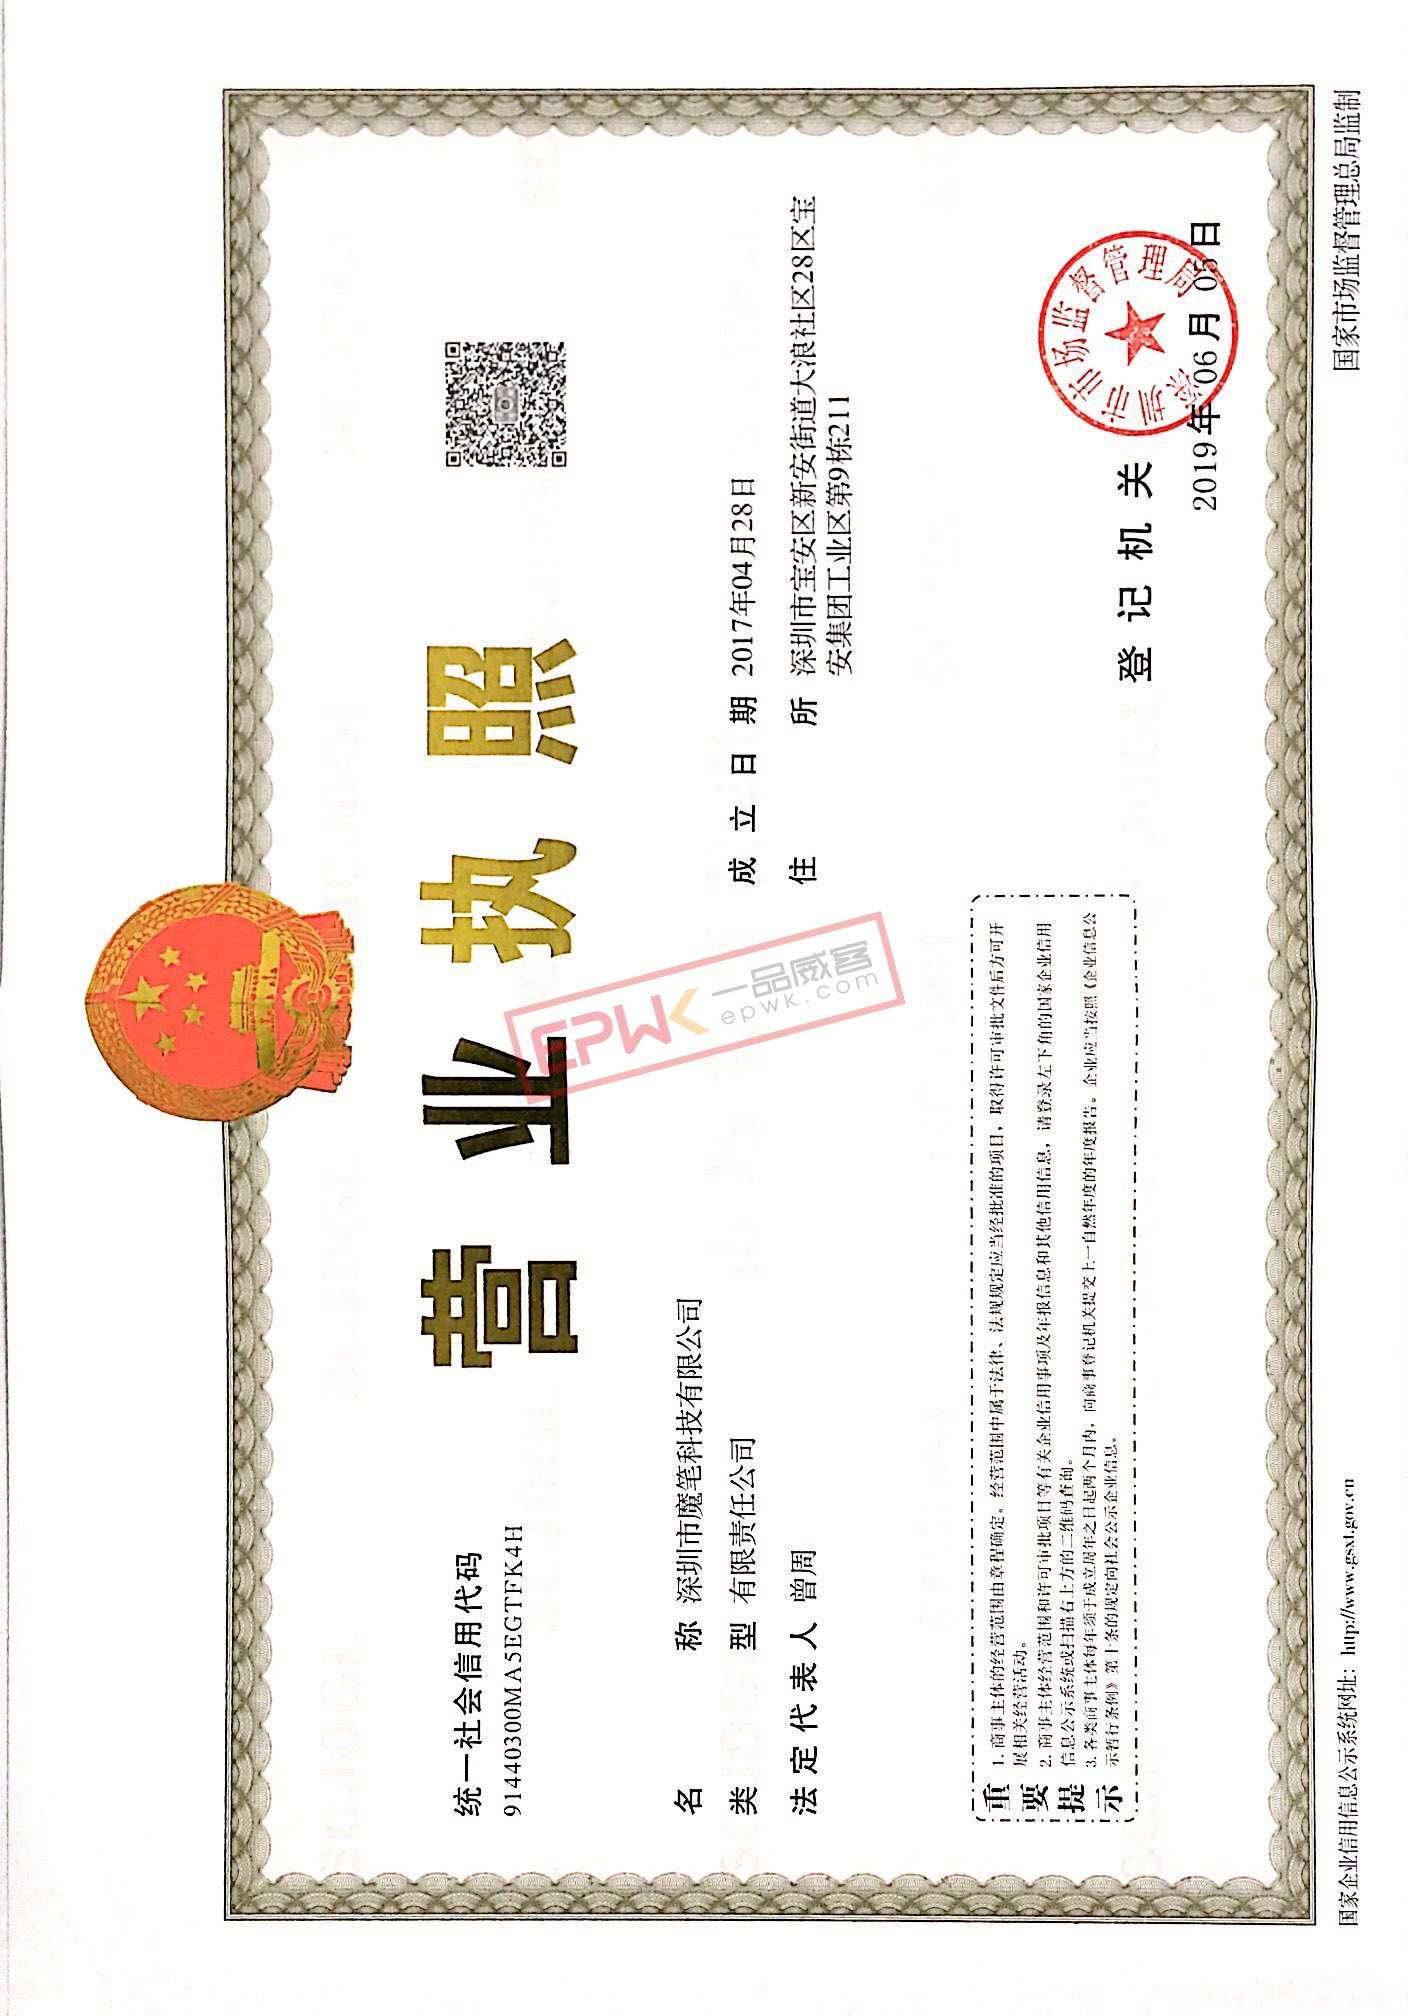 营业执照
统一社会信用代码
91440300MA5EGTFK4H
名 称 深圳市魔笔科技有限公司
类 型 有限责任公司
法定代表人 曾周
成立日期 2017年04月28日
住 所 深圳市宝安区新安街道大浪社区28区宝
安集团工业区第9栋211
EPWK 一品威客
epwk.com
重要提示
1. 商事主体的经营范围由章程确定。经营范围中属于法律、法规规定应当经批准的项目，取得许可审批文件后方可开
展相关经营活动。
2. 商事主体经营范围和许可审批项目等有关企业信用事项及年报信息和其他信用信息，请登录左下角的国家企业信用
信息公示系统或扫描右上方的二维码查询。
3. 各类商事主体每年须于成立周年之日起两个月内，向商事登记机关提交上一自然年度的年度报告。企业应当按照《企业信息公
示暂行条例》第十条的规定向社会公示企业信息。
登记机关
深圳市市场监督管理局
2019年06月05日
国家企业信用信息公示系统网址：http://www.gsxt.gov.cn
国家市场监督管理总局监制